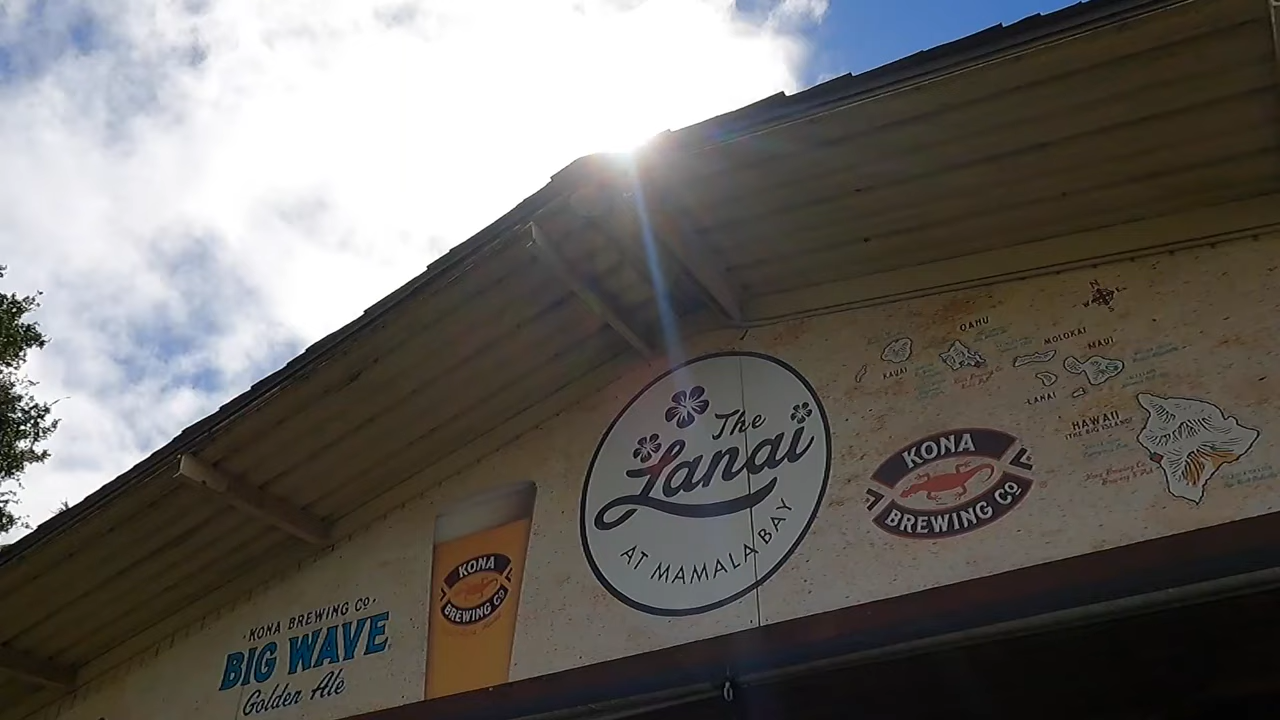 KONA BREWING CO.
BIG WAVE
Golden Ale
KONA
BREWING CO
The
Lanai
AT MAMALA BAY
KONA
BREWING CO
N
KAUAI
OAHU
MOLOKAI
MAUI
LANAI
HAWAII
(THE BIG ISLAND)